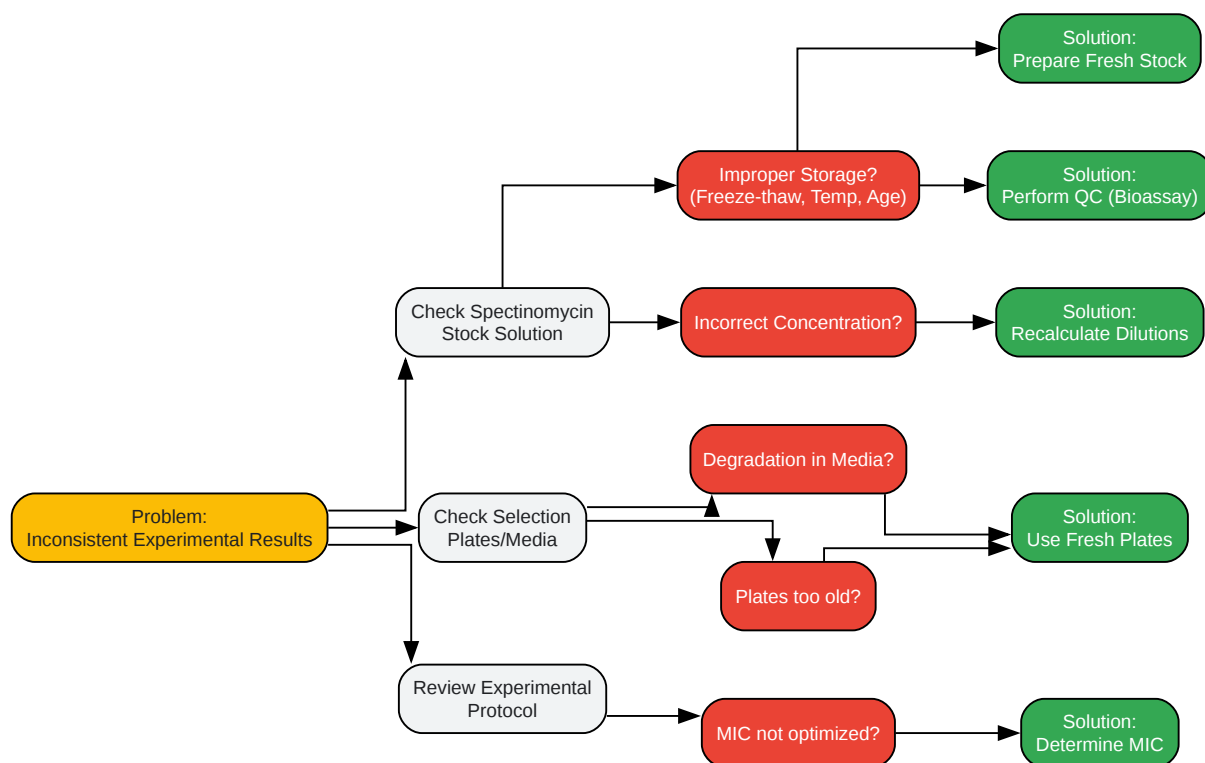 Solution:
Prepare Fresh Stock
Improper Storage?
(Freeze-thaw, Temp, Age)
Solution:
Perform QC (Bioassay)
Check Spectinomycin
Stock Solution
Incorrect Concentration?
Solution:
Recalculate Dilutions
Degradation in Media?
Problem:
Inconsistent Experimental Results
Check Selection
Plates/Media
Solution:
Use Fresh Plates
Plates too old?
Review Experimental
Protocol
MIC not optimized?
Solution:
Determine MIC